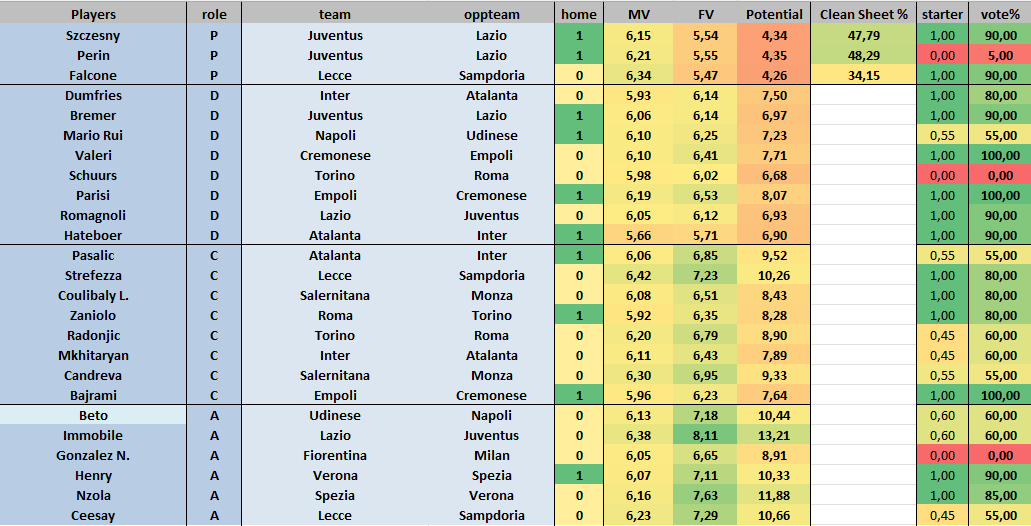 Players role team oppteam home MV FV Potential Clean Sheet % starter vote%
Szczesny P Juventus Lazio 1 6,15 5,54 4,34 47,79 1,00 90,00
Perin P Juventus Lazio 1 6,21 5,55 4,35 48,29 0,00 5,00
Falcone P Lecce Sampdoria 0 6,34 5,47 4,26 34,15 1,00 90,00
Dumfries D Inter Atalanta 0 5,93 6,14 7,50 1,00 80,00
Bremer D Juventus Lazio 1 6,06 6,14 6,97 1,00 90,00
Mario Rui D Napoli Udinese 1 6,10 6,25 7,23 0,55 55,00
Valeri D Cremonese Empoli 0 6,10 6,41 7,71 1,00 100,00
Schuurs D Torino Roma 0 5,98 6,02 6,68 0,00 0,00
Parisi D Empoli Cremonese 1 6,19 6,53 8,07 1,00 100,00
Romagnoli D Lazio Juventus 0 6,05 6,12 6,93 1,00 90,00
Hateboer D Atalanta Inter 1 5,66 5,71 6,90 1,00 90,00
Pasalic C Atalanta Inter 1 6,06 6,85 9,52 0,55 55,00
Strefezza C Lecce Sampdoria 0 6,42 7,23 10,26 1,00 80,00
Coulibaly L. C Salernitana Monza 0 6,08 6,51 8,43 1,00 80,00
Zaniolo C Roma Torino 1 5,92 6,35 8,28 1,00 80,00
Radonjic C Torino Roma 0 6,20 6,79 8,90 0,45 60,00
Mkhitaryan C Inter Atalanta 0 6,11 6,43 7,89 0,45 60,00
Candreva C Salernitana Monza 0 6,30 6,95 9,33 0,55 55,00
Bajrami C Empoli Cremonese 1 5,96 6,23 7,64 1,00 100,00
Beto A Udinese Napoli 0 6,13 7,18 10,44 0,60 60,00
Immobile A Lazio Juventus 0 6,38 8,11 13,21 0,60 60,00
Gonzalez N. A Fiorentina Milan 0 6,05 6,65 8,91 0,00 0,00
Henry A Verona Spezia 1 6,07 7,11 10,33 1,00 90,00
Nzola A Spezia Verona 0 6,16 7,63 11,88 1,00 85,00
Ceesay A Lecce Sampdoria 0 6,23 7,29 10,66 0,45 55,00